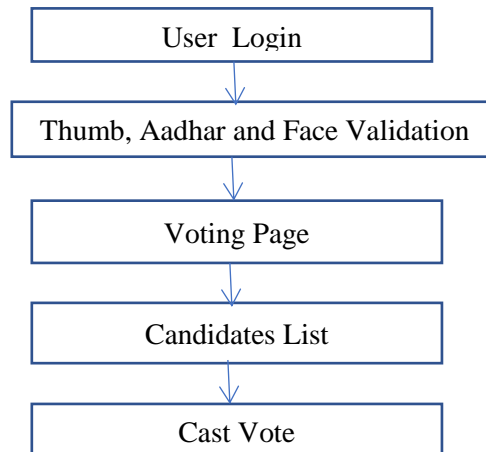 User Login
Thumb, Aadhar and Face Validation
Voting Page
Candidates List
Cast Vote